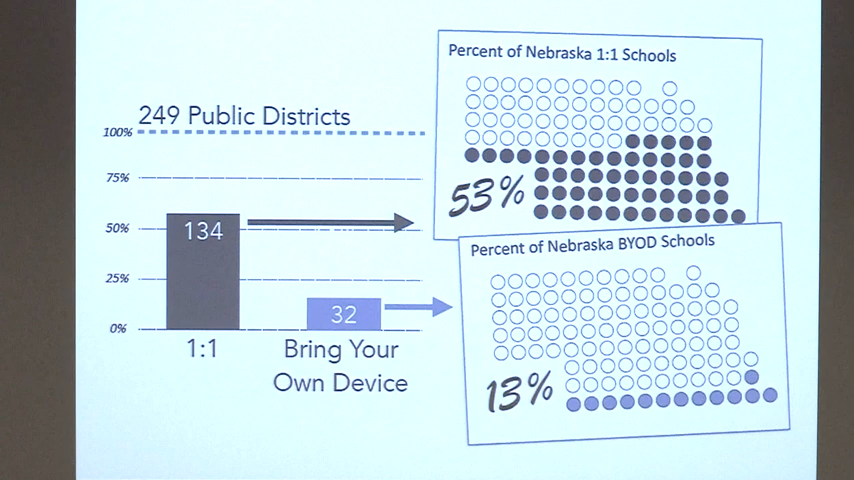 249 Public Districts
100%
75%
50%
25%
0%
134
32
1:1
Bring Your
Own Device
Percent of Nebraska 1:1 Schools
53%
Percent of Nebraska BYOD Schools
13%